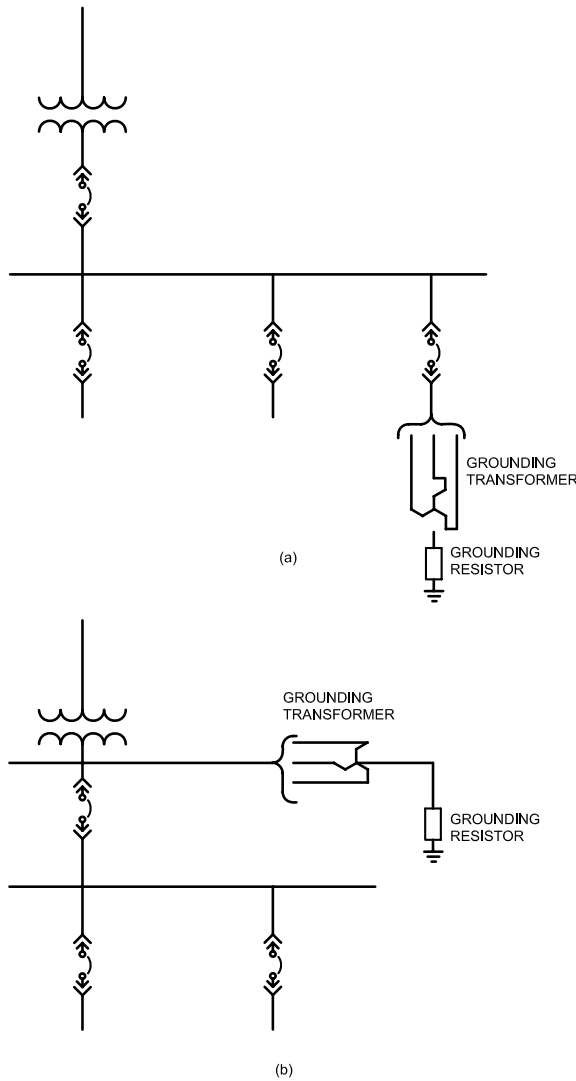 GROUNDING
TRANSFORMER
GROUNDING
RESISTOR
(a)
GROUNDING
TRANSFORMER
GROUNDING
RESISTOR
(b)